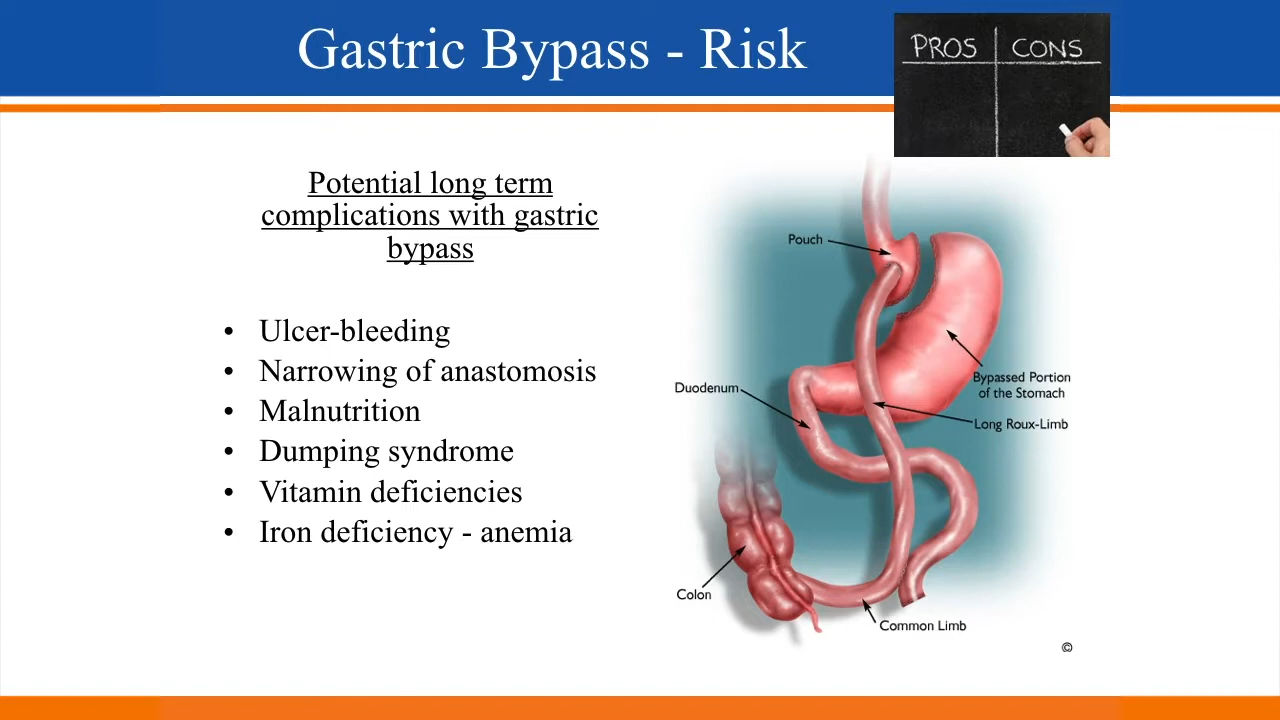 Gastric Bypass - Risk
PROS CONS
Potential long term
complications with gastric
bypass
• Ulcer-bleeding
• Narrowing of anastomosis
• Malnutrition
• Dumping syndrome
• Vitamin deficiencies
• Iron deficiency - anemia
Pouch
Duodenum
Bypassed Portion
of the Stomach
Long Roux-Limb
Colon
Common Limb
©